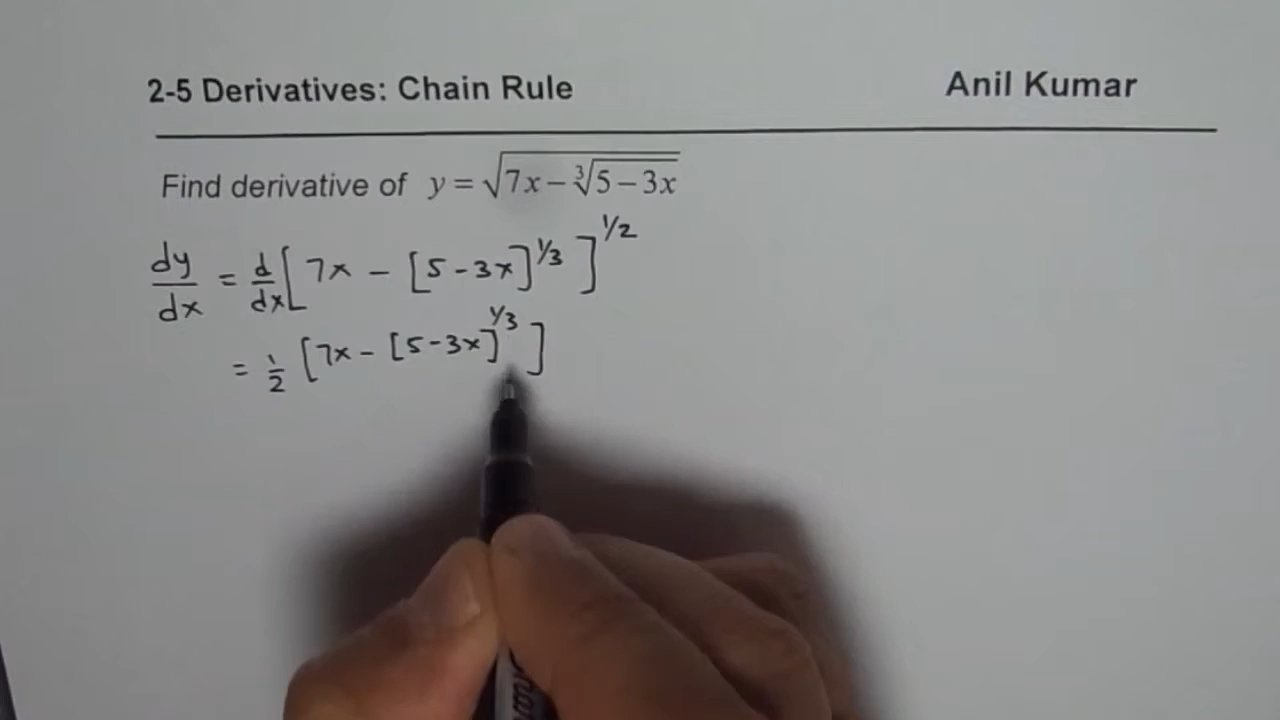 2-5 Derivatives: Chain Rule Anil Kumar
Find derivative of y = √(7x − ∛(5 − 3x))
dy/dx = d/dx [7x − [5 − 3x]^1/3]^1/2
= 1/2 [7x − [5 − 3x]^1/3]